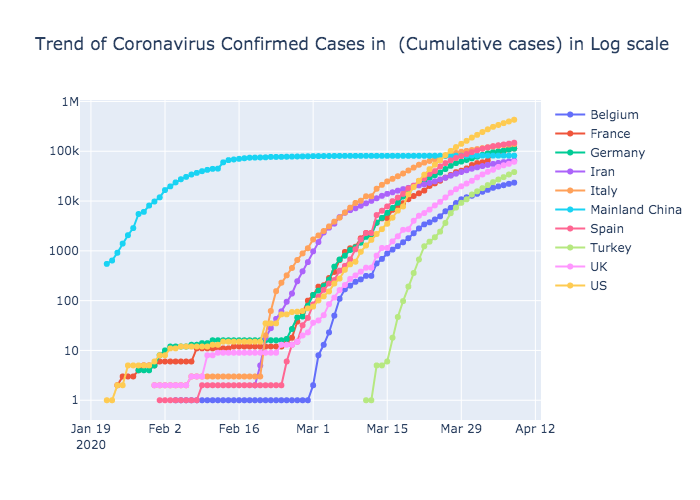 Trend of Coronavirus Confirmed Cases in  (Cumulative cases) in Log scale
1M
100k
10k
1000
100
10
1
Jan 19
2020
Feb 2
Feb 16
Mar 1
Mar 15
Mar 29
Apr 12
Belgium
France
Germany
Iran
Italy
Mainland China
Spain
Turkey
UK
US